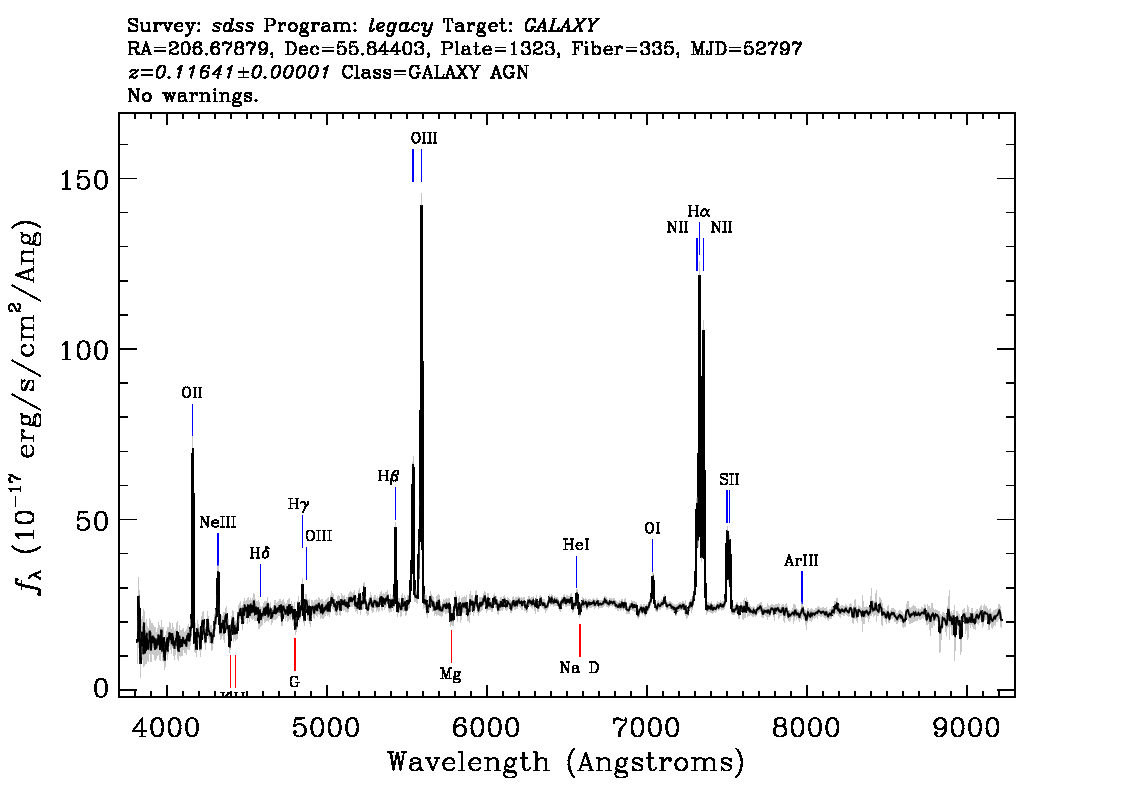 Survey: sdss Program: legacy Target: GALAXY
RA=206.67879, Dec=55.84403, Plate=1323, Fiber=335, MJD=52797
z=0.11641±0.00001 Class=GALAXY AGN
No warnings.
OIII
150
Hα
NII NII
100
OII
Hβ
SII
50
Hγ
NeIII
OIII
Hδ
HeI
OI
ArIII
Mg
Na D
G
0
4000 5000 6000 7000 8000 9000
Wavelength (Angstroms)
fλ (10−17 erg/s/cm2/Ang)